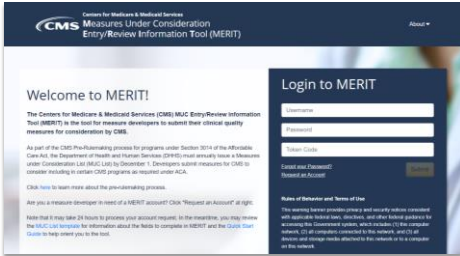 Centers for Medicare & Medicaid Services
CMS Measures Under Consideration
Entry/Review Information Tool (MERIT)
About
Welcome to MERIT!
The Centers for Medicare & Medicaid Services (CMS) MUC Entry/Review Information
Tool (MERIT) is the tool for measure developers to submit their clinical quality
measures for consideration by CMS.
As part of the CMS Pre-Rulemaking process for programs under Section 3014 of the Affordable
Care Act, the Department of Health and Human Services (DHHS) must annually issue a Measures
under Consideration List (MUC List) by December 1. Developers submit measures for CMS to
consider including in certain CMS programs as required under ACA.
Click here to learn more about the pre-rulemaking process.
Are you a measure developer in need of a MERIT account? Click "Request an Account" at right.
Note that it may take 24 hours to process your account request. In the meantime, you may review
the MUC List template for information about the fields to complete in MERIT and the Quick Start
Guide to help orient you to the tool.
Login to MERIT
Username
Password
Token Code
Forgot your Password?
Request an Account
Submit
Rules of Behavior and Terms of Use
This warning banner provides privacy and security notices consistent
with applicable federal laws, directives, and other federal guidance for
accessing this Government system, which includes (1) this computer
network, (2) all computers connected to this network, and (3) all
devices and storage media attached to this network or to a computer
on this network.